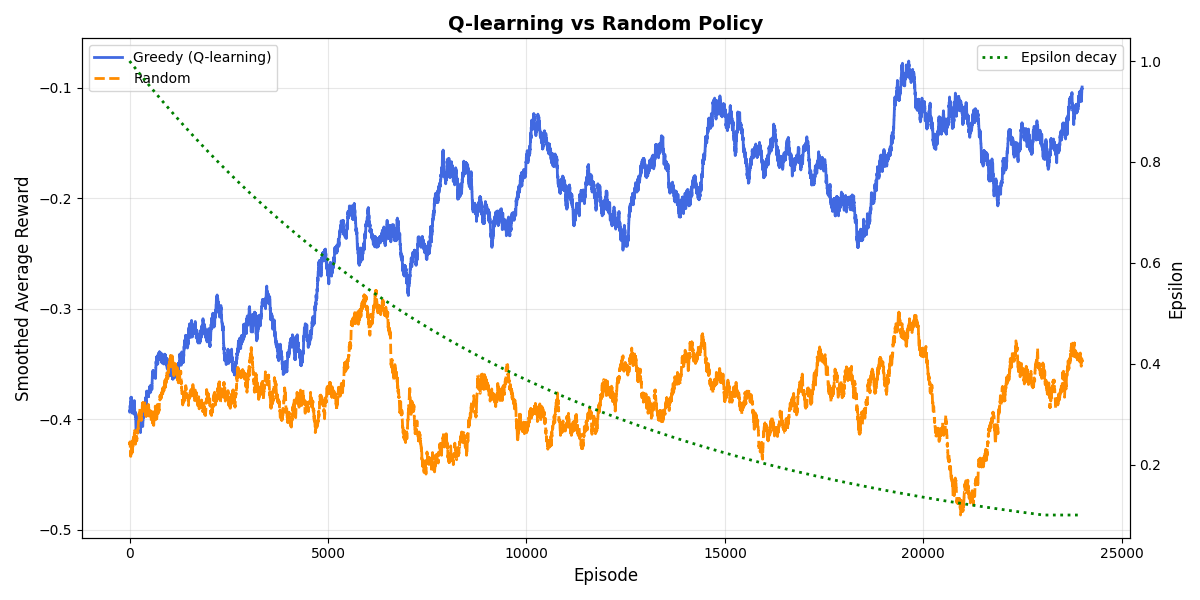 Q-learning vs Random Policy
Greedy (Q-learning)
Random
Epsilon decay
Smoothed Average Reward
−0.1
−0.2
−0.3
−0.4
−0.5
1.0
0.8
0.6
0.4
0.2
Epsilon
0
5000
10000
15000
20000
25000
Episode